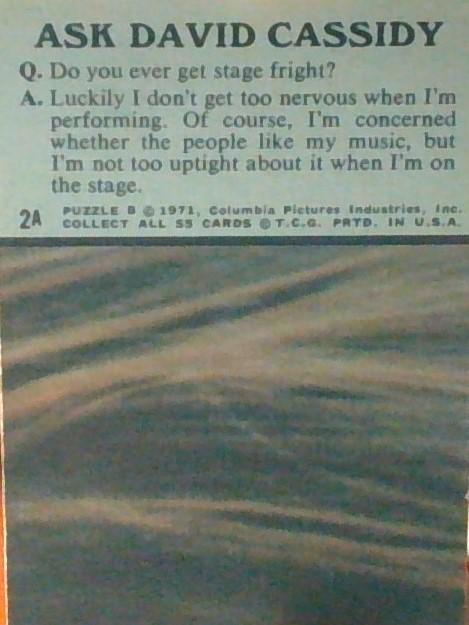 ASK DAVID CASSIDY
Q. Do you ever get stage fright?
A. Luckily I don't get too nervous when I'm
performing. Of course, I'm concerned
whether the people like my music, but
I'm not too uptight about it when I'm on
the stage.
2A PUZZLE B © 1971, Columbia Pictures Industries, Inc.
COLLECT ALL 55 CARDS © T.C.G. PRTD. IN U.S.A.